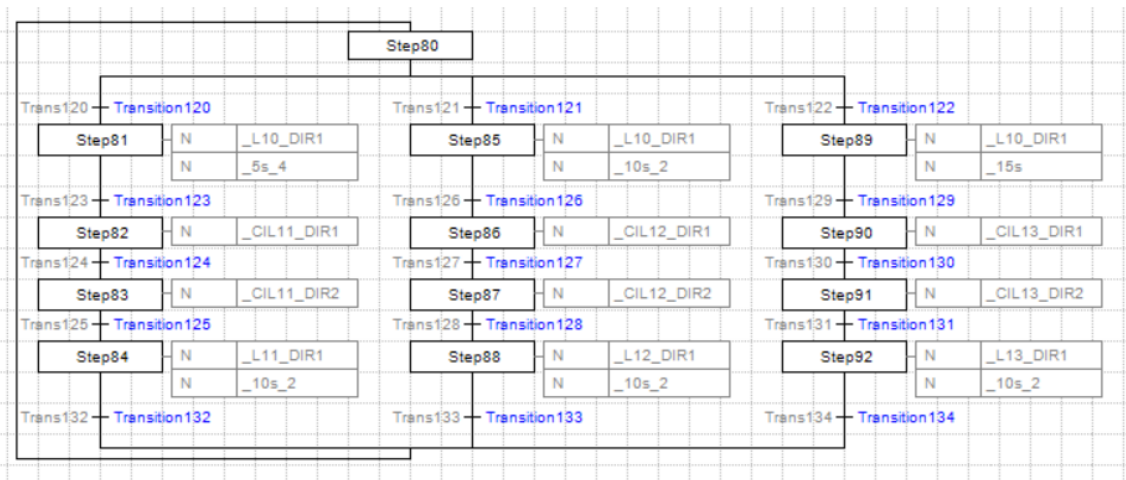 Step80
Trans120 Transition120 Trans121 Transition121 Trans122 Transition122
Step81 N _L10_DIR1 Step85 N _L10_DIR1 Step89 N _L10_DIR1
N _5s_4 N _10s_2 N _15s
Trans123 Transition123 Trans126 Transition126 Trans129 Transition129
Step82 N _CIL11_DIR1 Step86 N _CIL12_DIR1 Step90 N _CIL13_DIR1
Trans124 Transition124 Trans127 Transition127 Trans130 Transition130
Step83 N _CIL11_DIR2 Step87 N _CIL12_DIR2 Step91 N _CIL13_DIR2
Trans125 Transition125 Trans128 Transition128 Trans131 Transition131
Step84 N _L11_DIR1 Step88 N _L12_DIR1 Step92 N _L13_DIR1
N _10s_2 N _10s_2 N _10s_2
Trans132 Transition132 Trans133 Transition133 Trans134 Transition134